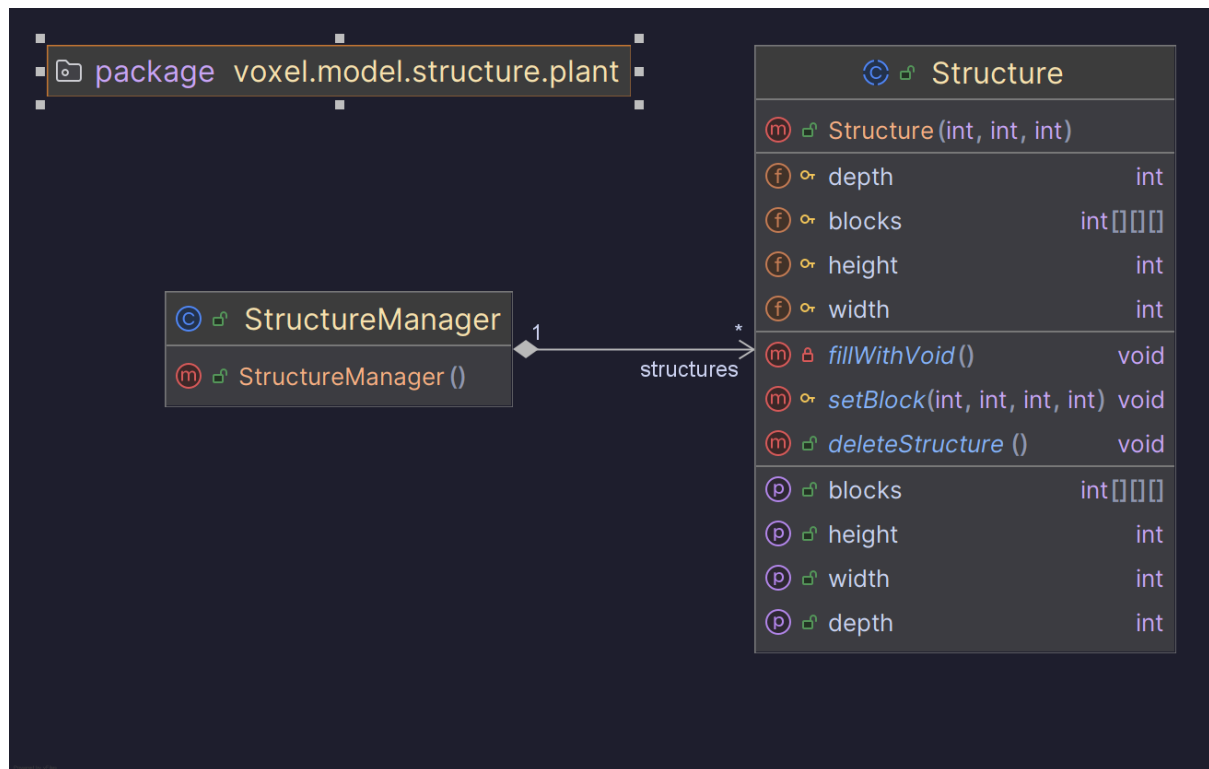 package voxel.model.structure.plant
C Structure
m Structure(int, int, int)
f depth int
f blocks int[][][]
f height int
f width int
m fillWithVoid() void
m setBlock(int, int, int, int) void
m deleteStructure () void
p blocks int[][][]
p height int
p width int
p depth int
C StructureManager
m StructureManager ()
1
*
structures